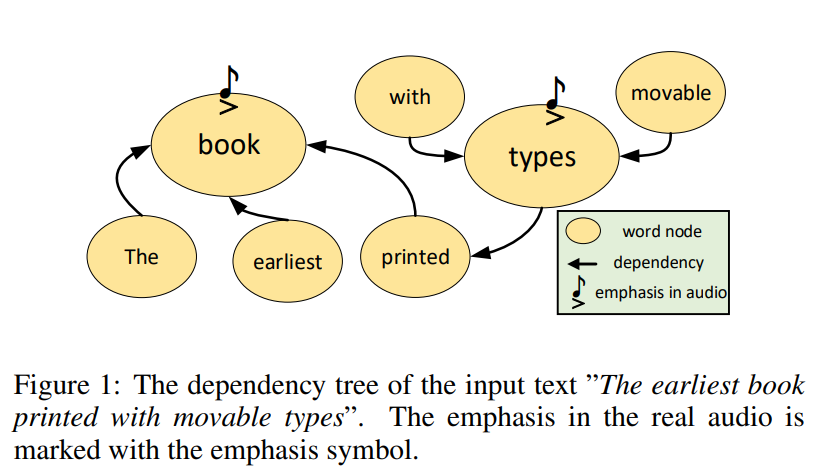 with
movable
book
types
The
earliest
printed
word node
dependency
emphasis in audio
Figure 1: The dependency tree of the input text ”The earliest book
printed with movable types”. The emphasis in the real audio is
marked with the emphasis symbol.